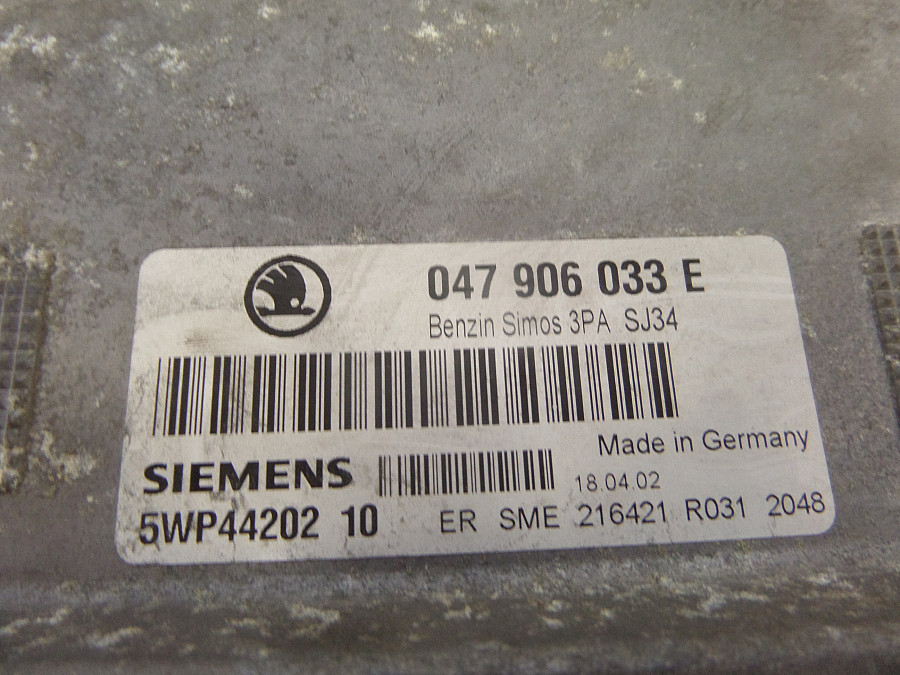 047 906 033 E
Benzin Simos 3PA SJ34
Made in Germany
SIEMENS 18.04.02
5WP44202 10 ER SME 216421 R031 2048